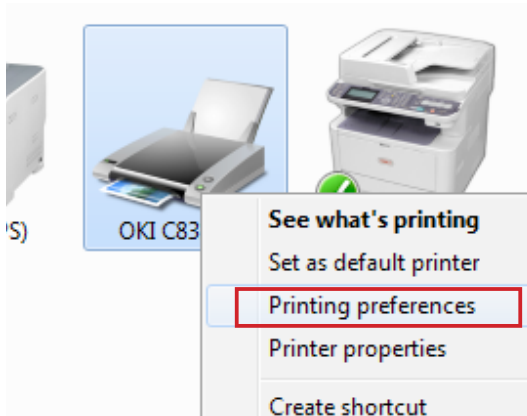 PS)
OKI C83
See what's printing
Set as default printer
Printing preferences
Printer properties
Create shortcut